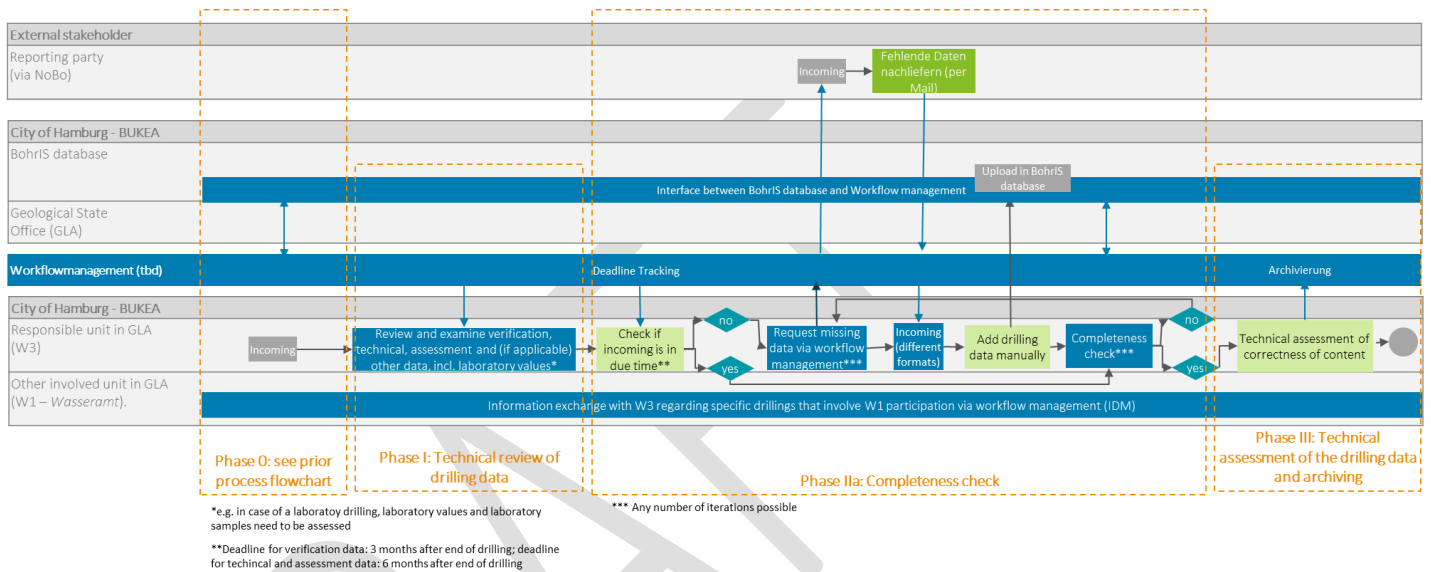 External stakeholder
Reporting party
(via NoBo)
Incoming
Fehlende Daten
nachliefern (per
Mail)
City of Hamburg - BUKEA
BohrIS database
Upload in BohrIS
database
Interface between BohrIS database and Workflow management
Geological State
Office (GLA)
Workflowmanagement (tbd)
Deadline Tracking
Archivierung
City of Hamburg - BUKEA
Responsible unit in GLA
(W3)
Incoming
Review and examine verification,
technical, assessment and (if applicable)
other data, incl. laboratory values*
Check if
incoming is in
due time**
no
yes
Request missing
data via workflow
management***
Incoming
(different
formats)
Add drilling
data manually
Completeness
check***
no
yes
Technical assessment of
correctness of content
Other involved unit in GLA
(W1 – Wasseramt).
Information exchange with W3 regarding specific drillings that involve W1 participation via workflow management (IDM)
Phase 0: see prior
process flowchart
Phase I: Technical review of
drilling data
Phase IIa: Completeness check
Phase III: Technical
assessment of the drilling data
and archiving
*e.g. in case of a laboratoy drilling, laboratory values and laboratory
samples need to be assessed
*** Any number of iterations possible
**Deadline for verification data: 3 months after end of drilling; deadline
for techincal and assessment data: 6 months after end of drilling